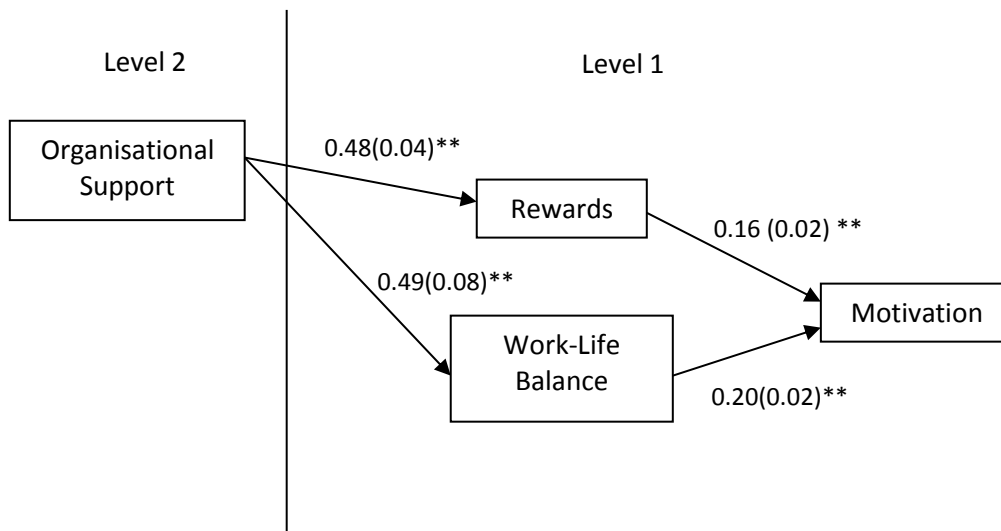 Level 2
Level 1
Organisational
Support
0.48(0.04)**
Rewards
0.16 (0.02) **
0.49(0.08)**
Motivation
Work-Life
Balance
0.20(0.02)**